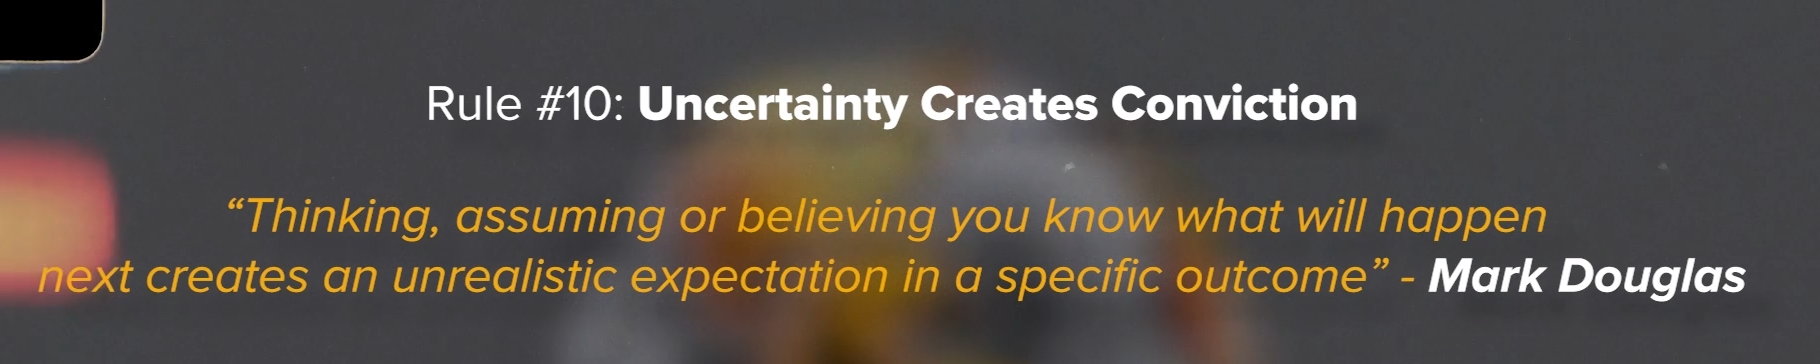 Rule #10: Uncertainty Creates Conviction
“Thinking, assuming or believing you know what will happen
next creates an unrealistic expectation in a specific outcome” - Mark Douglas